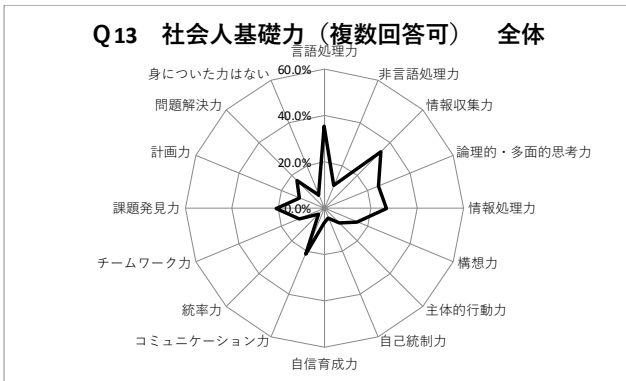 Q13　社会人基礎力（複数回答可）　全体
言語処理力
非言語処理力
情報収集力
論理的・多面的思考力
情報処理力
構想力
主体的行動力
自己統制力
自信育成力
コミュニケーション力
統率力
チームワーク力
課題発見力
計画力
問題解決力
身についた力はない
60.0%
40.0%
20.0%
0.0%